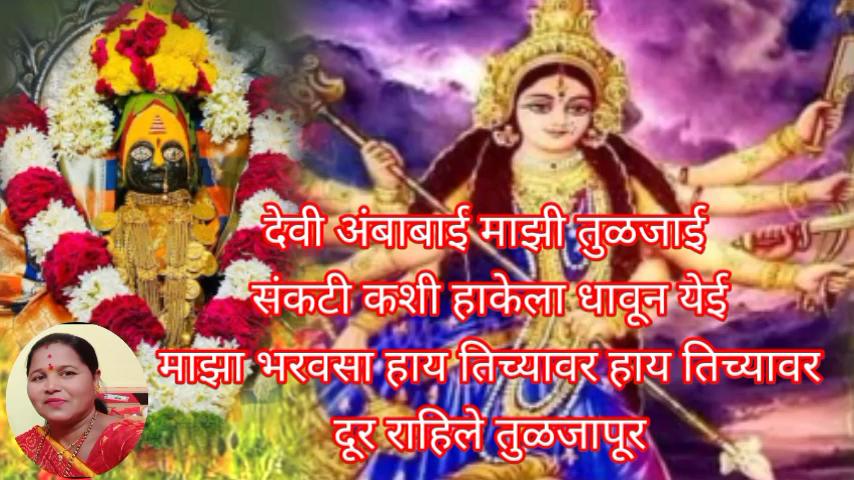 देवी अंबाबाई माझी तुळजाई
संकटी कशी हाकेला धावून येई
माझा भरवसा हाय तिच्यावर हाय तिच्यावर
दूर राहिले तुळजापूर